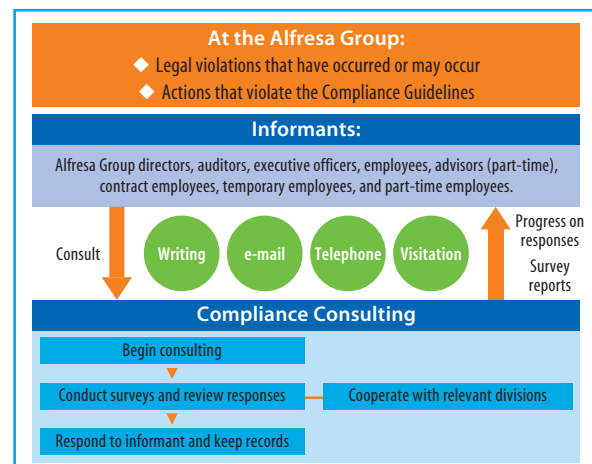 At the Alfresa Group:
◆ Legal violations that have occurred or may occur
◆ Actions that violate the Compliance Guidelines
Informants:
Alfresa Group directors, auditors, executive officers, employees, advisors (part-time),
contract employees, temporary employees, and part-time employees.
Consult
Writing
e-mail
Telephone
Visitation
Progress on
responses
Survey
reports
Compliance Consulting
Begin consulting
Conduct surveys and review responses
Cooperate with relevant divisions
Respond to informant and keep records